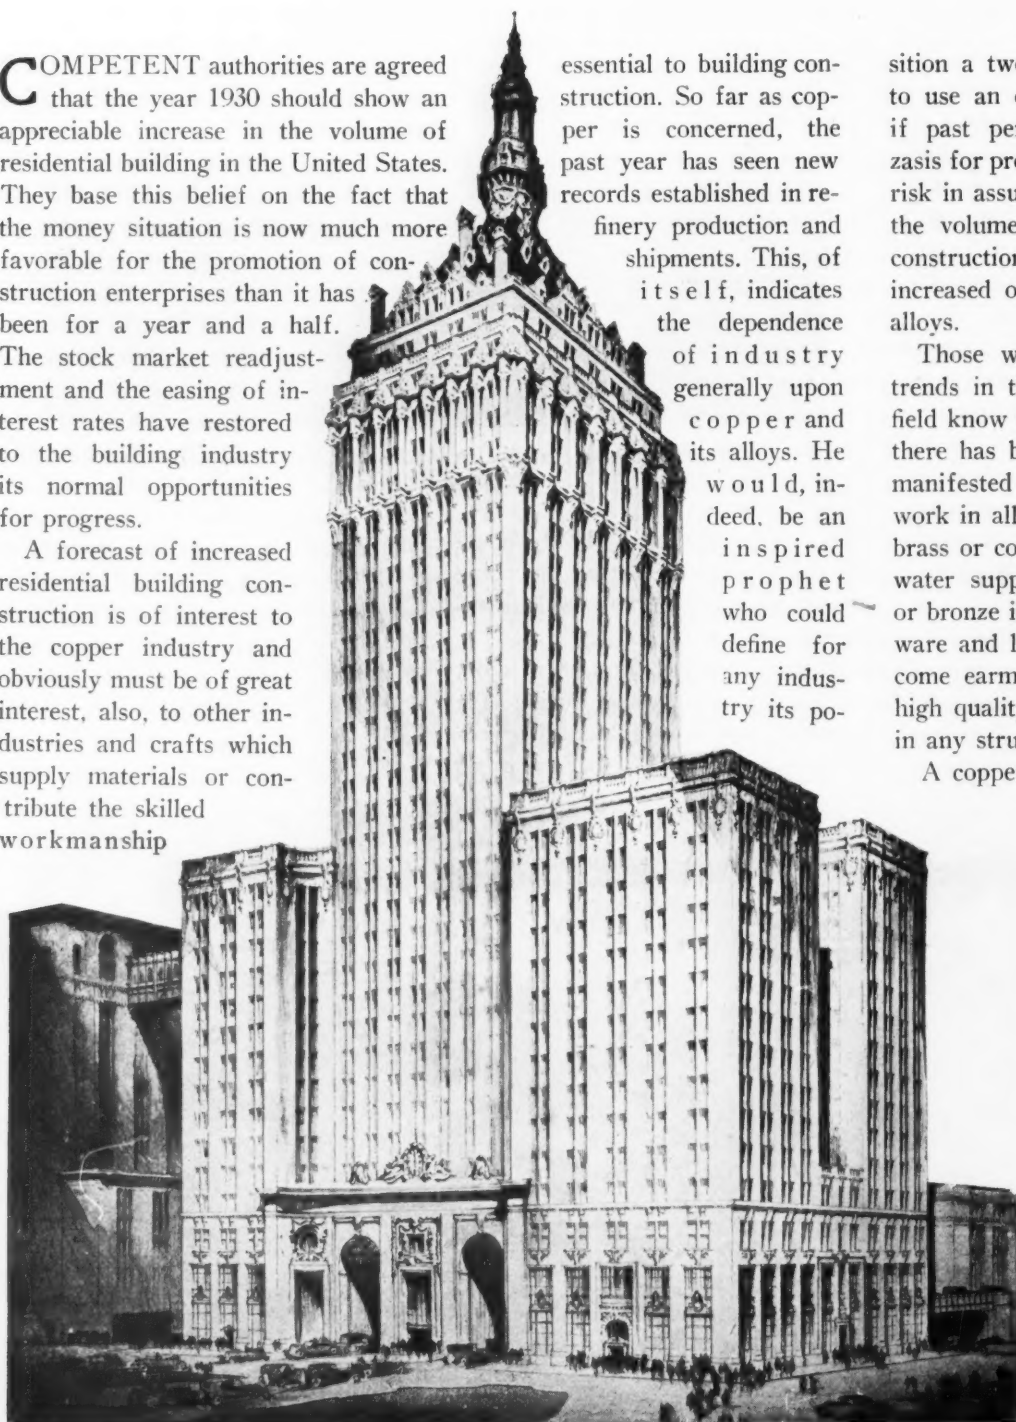 COMPETENT authorities are agreed
that the year 1930 should show an
appreciable increase in the volume of
residential building in the United States.
They base this belief on the fact that
the money situation is now much more
favorable for the promotion of con-
struction enterprises than it has
been for a year and a half.
The stock market readjust-
ment and the easing of in-
terest rates have restored
to the building industry
its normal opportunities
for progress.
A forecast of increased
residential building con-
struction is of interest to
the copper industry and
obviously must be of great
interest, also, to other in-
dustries and crafts which
supply materials or con-
tribute the skilled
workmanship
essential to building con-
struction. So far as cop-
per is concerned, the
past year has seen new
records established in re-
finery production and
shipments. This, of
itself, indicates
the dependence
of industry
generally upon
copper and
its alloys. He
would, in-
deed, be an
inspired
prophet
who could
define for
any indus-
try its po-
sition a tw
to use an
if past pe
zasis for pr
risk in assu
the volume
construction
increased o
alloys.
Those w
trends in t
field know
there has b
manifested
work in all
brass or co
water supp
or bronze i
ware and l
come earm
high qualit
in any stru
A coppe